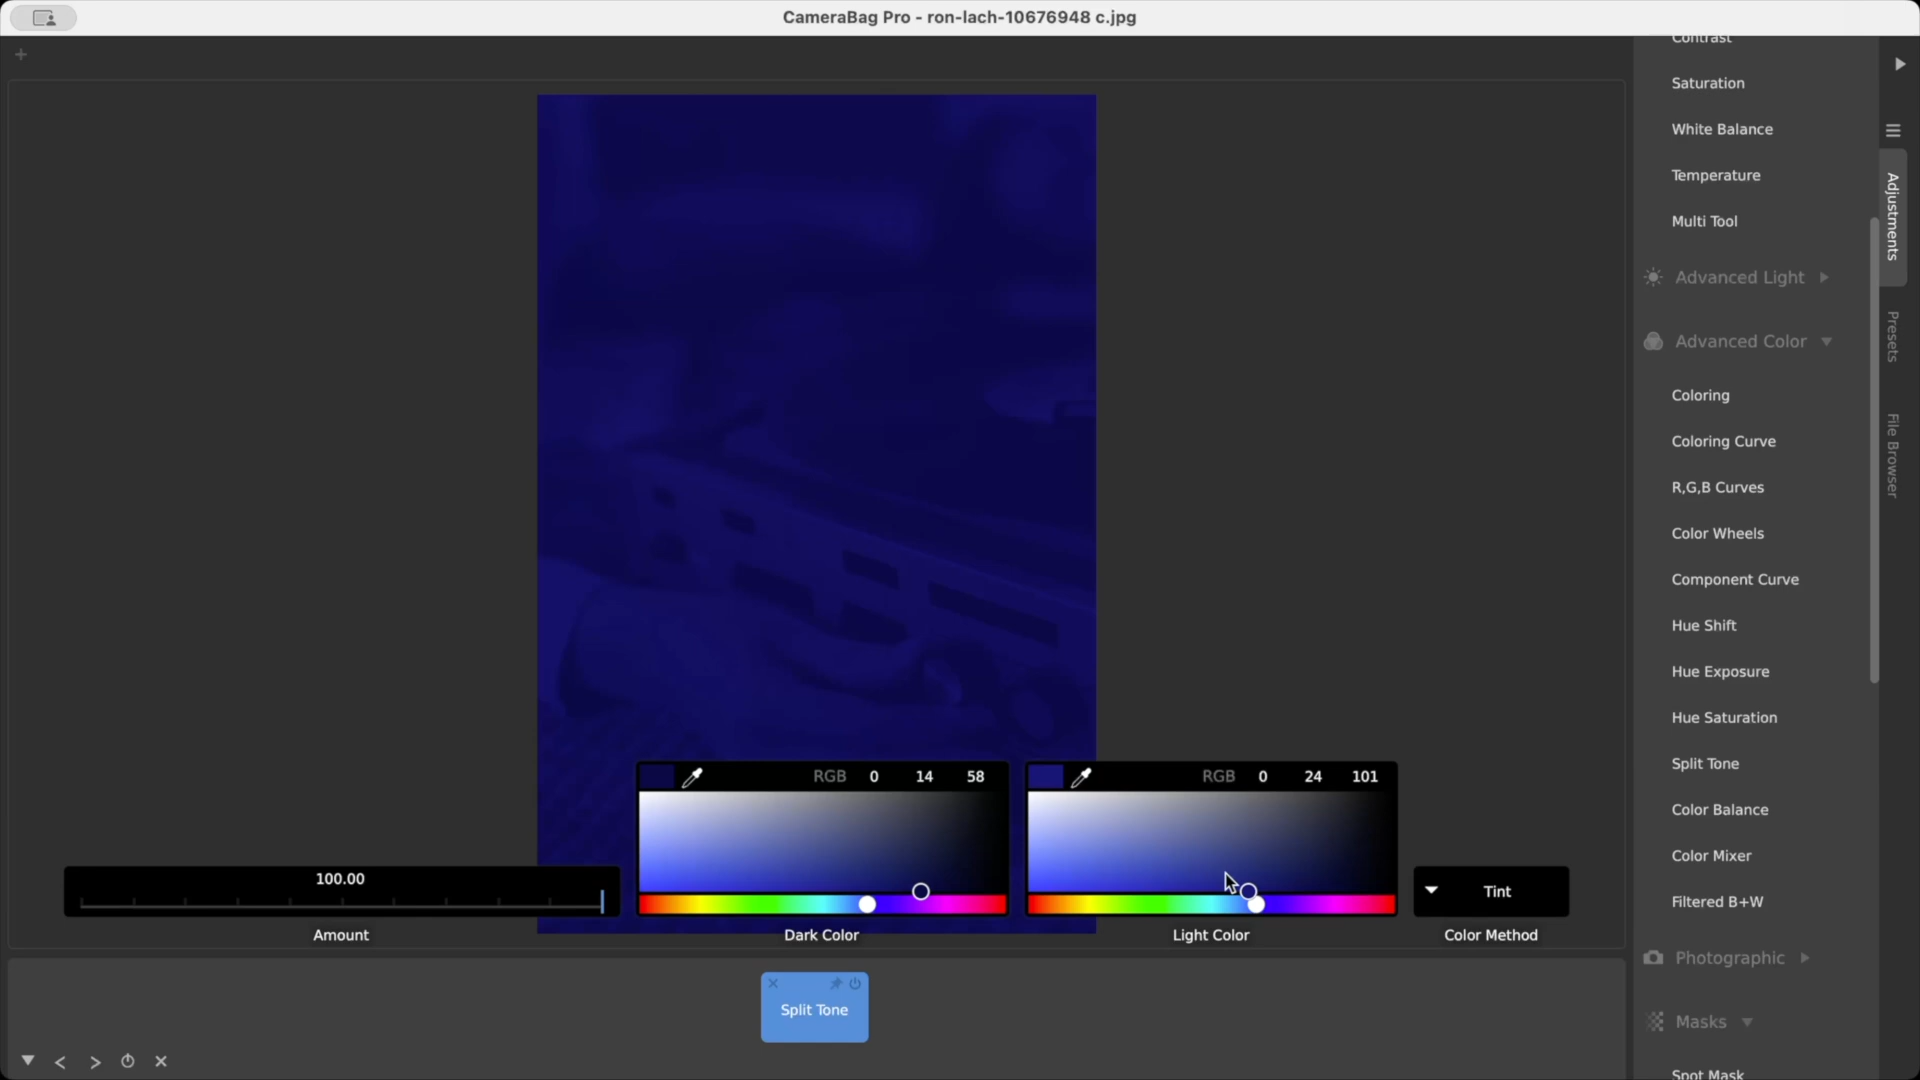 CameraBag Pro - ron-lach-10676948 c.jpg
Contrast
Saturation
White Balance
Temperature
Multi Tool
Advanced Light
Advanced Color
Coloring
Coloring Curve
R,G,B Curves
Color Wheels
Component Curve
Hue Shift
Hue Exposure
Hue Saturation
Split Tone
Color Balance
Color Mixer
Filtered B+W
Photographic
Masks
Spot Mask
Adjustments
Presets
File Browser
100.00
Amount
RGB 0 14 58
Dark Color
RGB 0 24 101
Light Color
Tint
Color Method
Split Tone